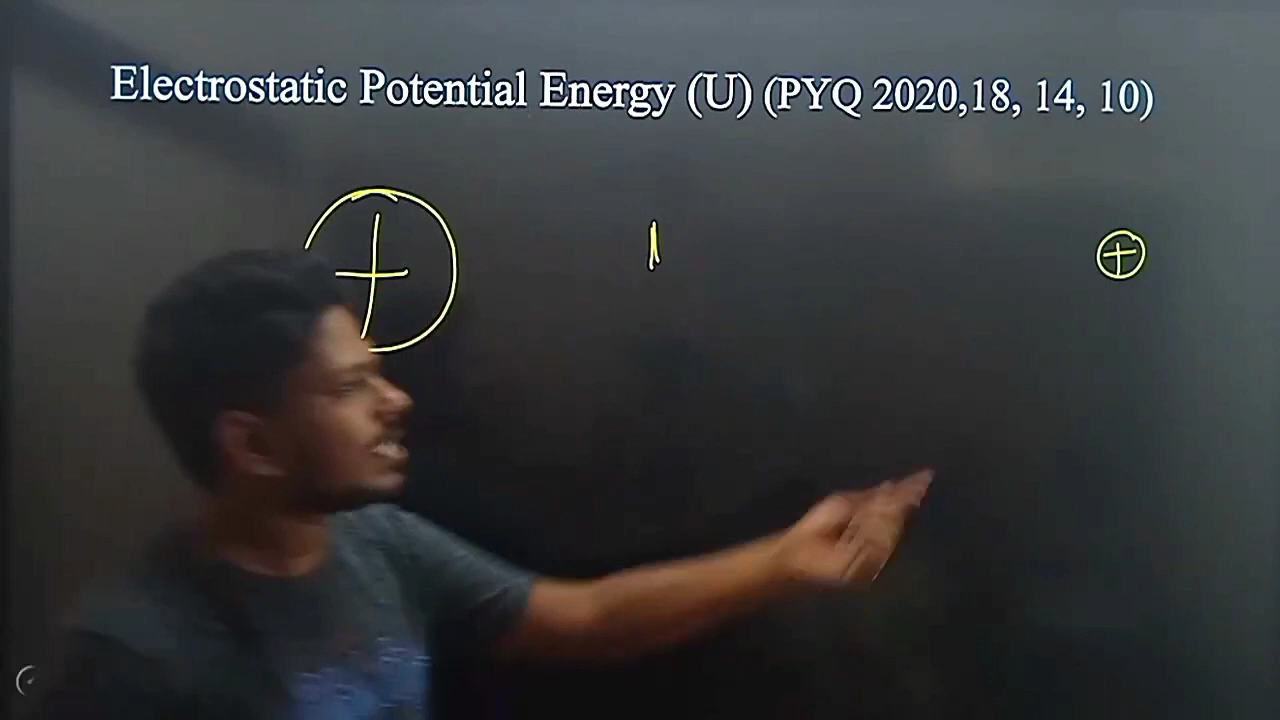 Electrostatic Potential Energy (U) (PYQ 2020,18, 14, 10)
+ +